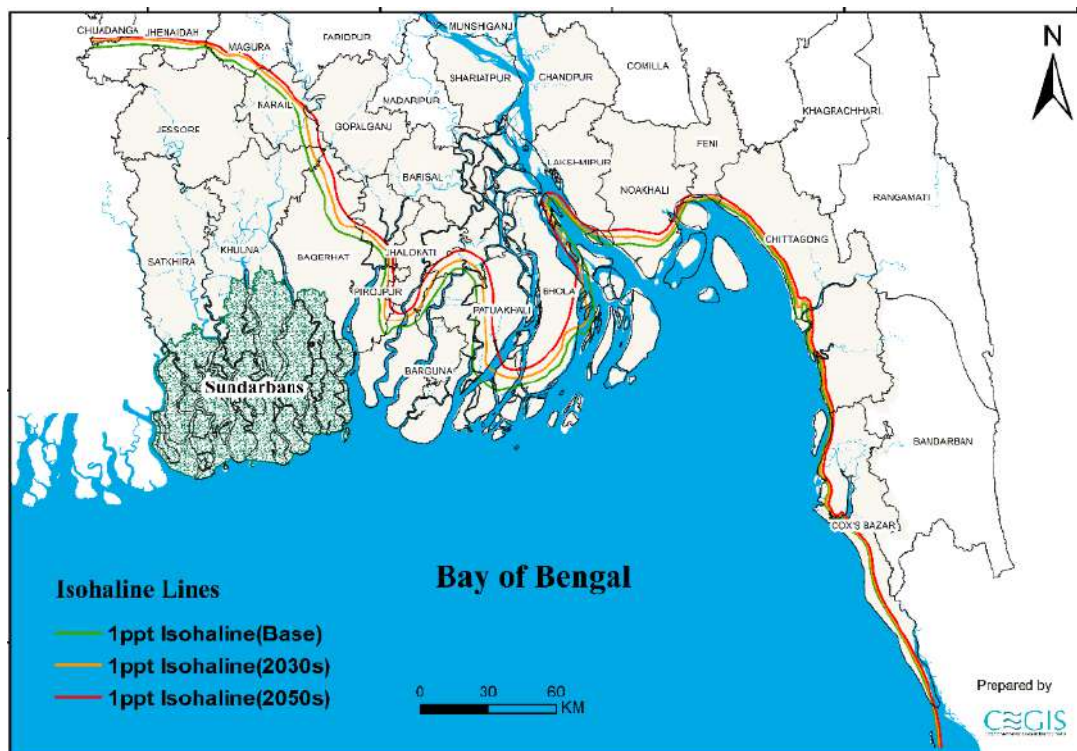 MUNSHIGANJ
N
CHUADANGA
JHENAIDAH
FARIDPUR
MAGURA
SHARIATPUR
CHANDPUR
COMILLA
KHAGRACHHARI
NARAIL
MADARIPUR
JESSORE
GOPALGANJ
FENI
LAKSHMIPUR
BARISAL
NOAKHALI
RANGAMATI
CHITTAGONG
KHULNA
BAGERHAT
JHALOKATI
SATKHIRA
PIROJPUR
BHOLA
PATUAKHALI
BARGUNA
Sundarbans
BANDARBAN
COX'S BAZAR
Bay of Bengal
Isohaline Lines
1ppt Isohaline(Base)
1ppt Isohaline(2030s)
1ppt Isohaline(2050s)
0 30 60
KM
Prepared by
CEGIS